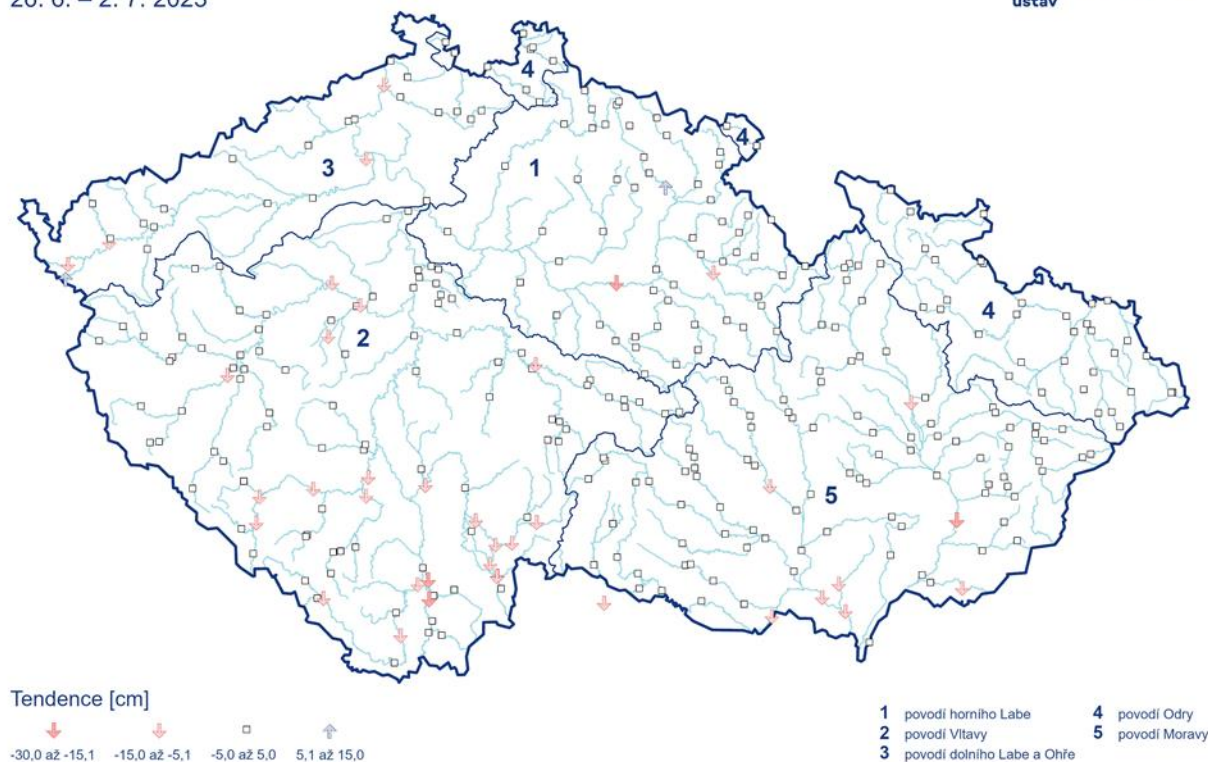 26. 6. – 2. 7. 2023
ústav
4
4
3
1
2
4
5
Tendence [cm]
-30,0 až -15,1 -15,0 až -5,1 -5,0 až 5,0 5,1 až 15,0
1 povodí horního Labe
2 povodí Vltavy
3 povodí dolního Labe a Ohře
4 povodí Odry
5 povodí Moravy